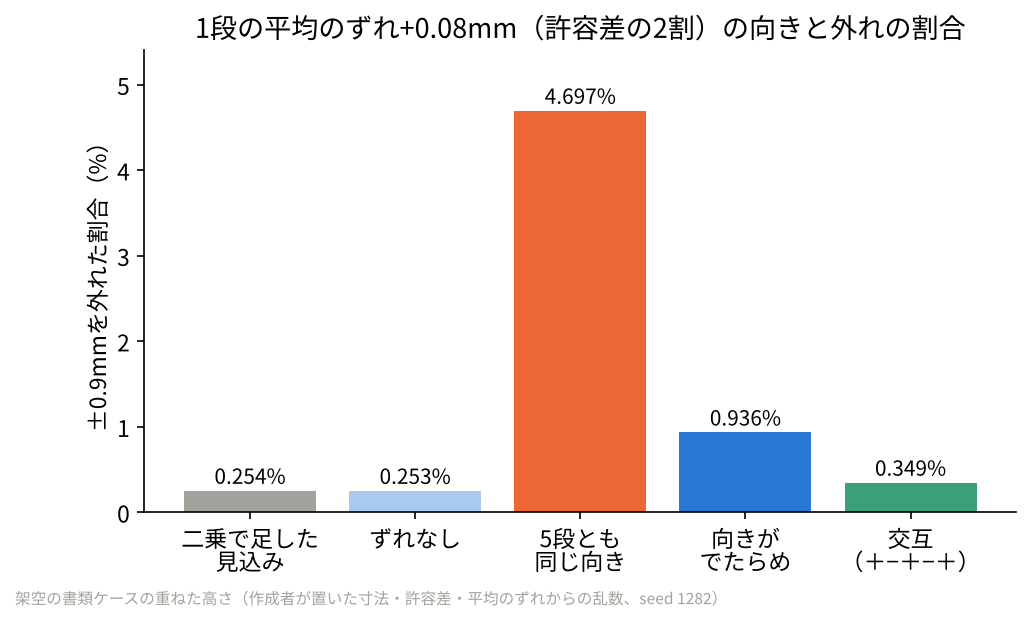 1段の平均のずれ+0.08mm（許容差の2割）の向きと外れの割合
±0.9mmを外れた割合（%）
5
4
3
2
1
0
0.254%
0.253%
4.697%
0.936%
0.349%
二乗で足した
見込み
ずれなし
5段とも
同じ向き
向きが
でたらめ
交互
（＋−＋−＋）
架空の書類ケースの重ねた高さ（作成者が置いた寸法・許容差・平均のずれからの乱数、seed 1282）